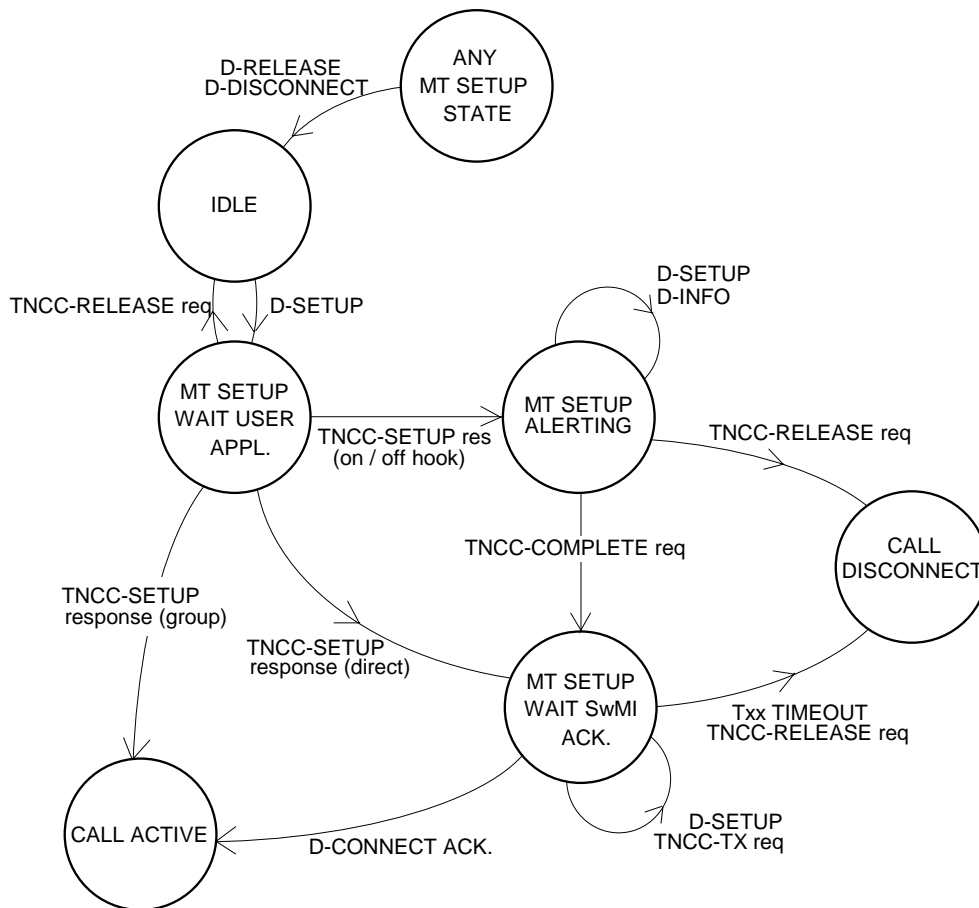 ANY
MT SETUP
STATE
D-RELEASE
D-DISCONNECT
IDLE
TNCC-RELEASE req
D-SETUP
D-SETUP
D-INFO
MT SETUP
WAIT USER
APPL.
TNCC-SETUP res
(on / off hook)
MT SETUP
ALERTING
TNCC-RELEASE req
TNCC-COMPLETE req
CALL
DISCONNECT
TNCC-SETUP
response (group)
TNCC-SETUP
response (direct)
MT SETUP
WAIT SwMI
ACK.
Txx TIMEOUT
TNCC-RELEASE req
CALL ACTIVE
D-CONNECT ACK.
D-SETUP
TNCC-TX req